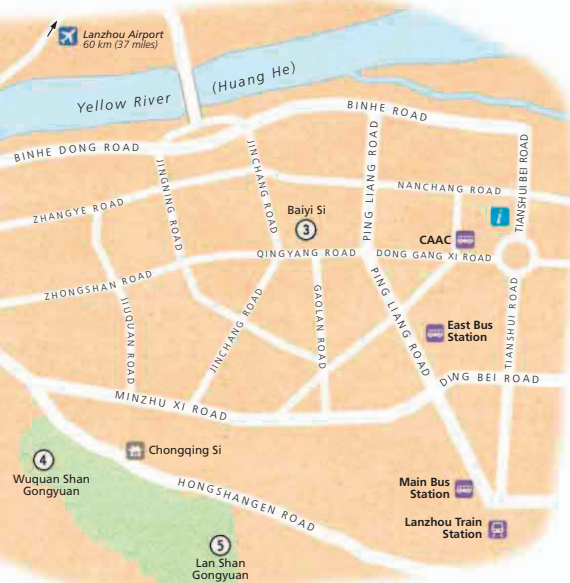 Lanzhou Airport
60 km (37 miles)
Yellow River (Huang He)
BINHE ROAD
BINHE DONG ROAD
JINGNING ROAD
JINCHANG ROAD
PING LIANG ROAD
TIANSHUI BEI ROAD
NANCHANG ROAD
ZHANGYE ROAD
Baiyi Si
3
i
CAAC
QINGYANG ROAD
DONG GANG XI ROAD
ZHONGSHAN ROAD
JIUQUAN ROAD
JINCHANG ROAD
GAOLAN ROAD
PING LIANG ROAD
TIANSHUI ROAD
East Bus
Station
DING BEI ROAD
MINZHU XI ROAD
Chongqing Si
4
Wuquan Shan
Gongyuan
HONGSHANGEN ROAD
Main Bus
Station
Lanzhou Train
Station
5
Lan Shan
Gongyuan